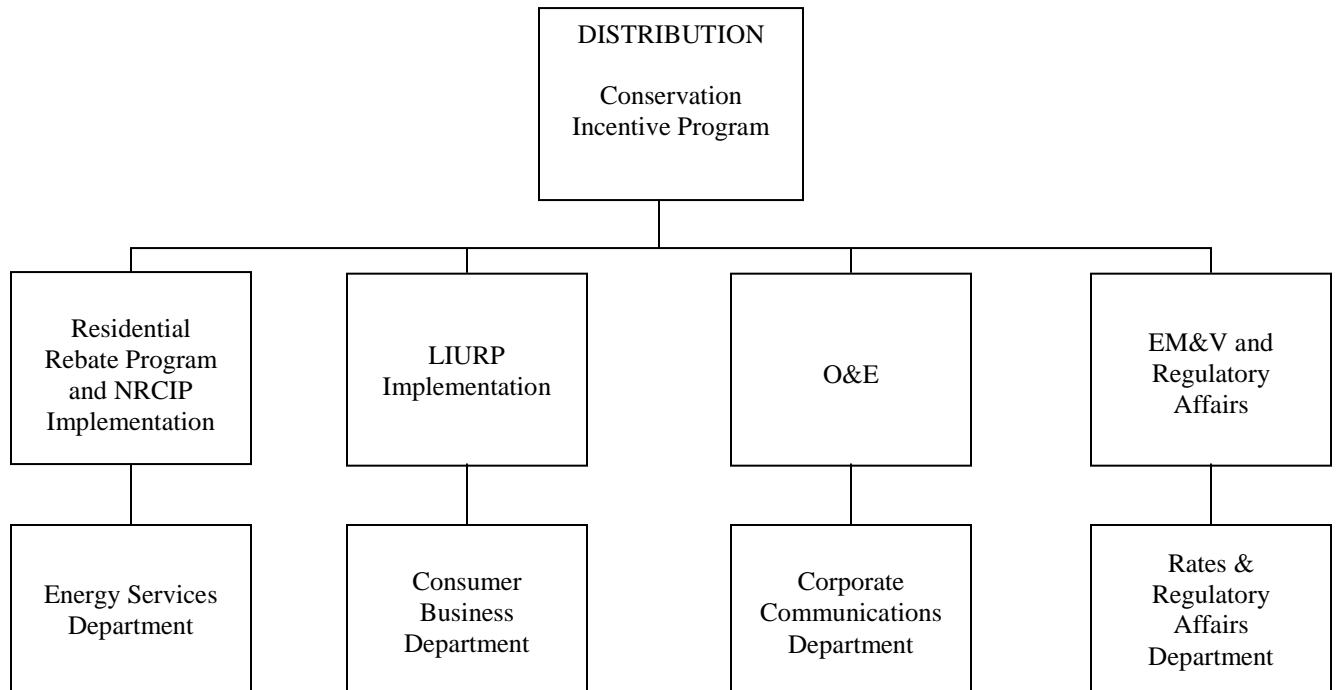 DISTRIBUTION
Conservation
Incentive Program
Residential
Rebate Program
and NRCIP
Implementation
LIURP
Implementation
O&E
EM&V and
Regulatory
Affairs
Energy Services
Department
Consumer
Business
Department
Corporate
Communications
Department
Rates &
Regulatory
Affairs
Department